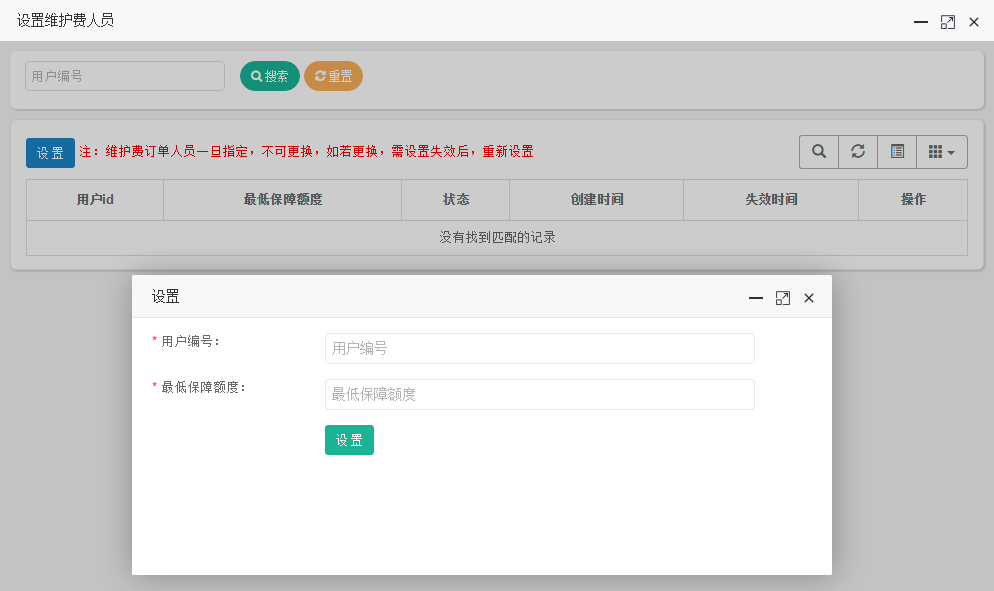 设置维护费人员
用户编号 搜索 重置
设置 注：维护费订单人员一旦指定，不可更换，如若更换，需设置失效后，重新设置
用户id 最低保障额度 状态 创建时间 失效时间 操作
没有找到匹配的记录
设置
* 用户编号： 用户编号
* 最低保障额度： 最低保障额度
设置